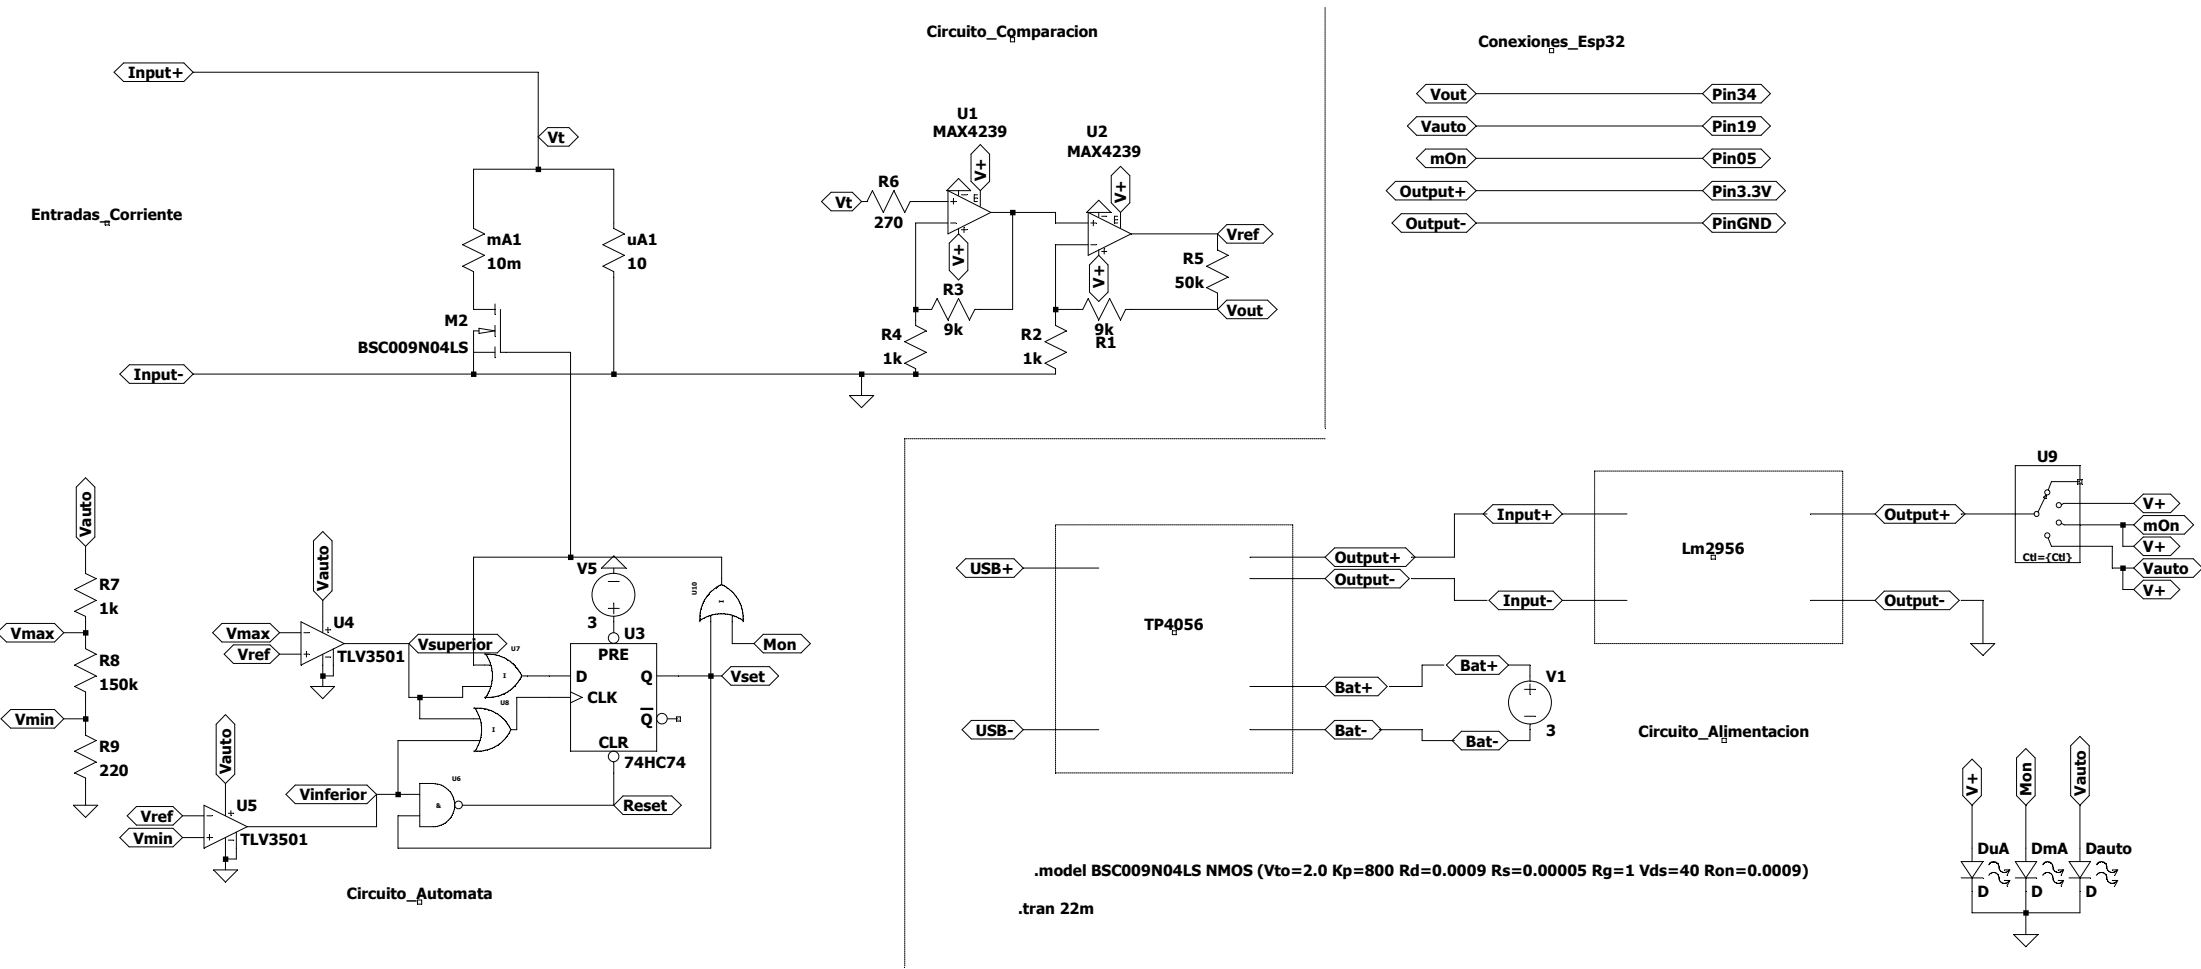 Circuito_Comparacion
Conexiones_Esp32
Input+
Vt
Entradas_Corriente
mA1
10m
uA1
10
M2
BSC009N04LS
Input-
U1
MAX4239
U2
MAX4239
V+
V+
Vt
R6
270
E
E
V+
V+
Vref
R5
50k
R3
9k
Vout
9k
R1
R4
1k
R2
1k
Vout
Pin34
Vauto
Pin19
mOn
Pin05
Output+
Pin3.3V
Output-
PinGND
Vauto
R7
1k
Vmax
R8
150k
Vmin
R9
220
Vauto
U4
Vmax
Vref
TLV3501
Vsuperior
Vauto
U5
Vref
Vmin
TLV3501
Vinferior
U7
U8
U6
&
V5
3
U3
PRE
D
Q
CLK
Q
CLR
74HC74
U10
Mon
Vset
Reset
Circuito_Automata
USB+
USB-
TP4056
Output+
Output-
Bat+
Bat-
Bat+
Bat-
V1
3
Input+
Input-
Lm2956
Output+
Output-
U9
Ctl={Ctl}
V+
mOn
V+
Vauto
V+
Circuito_Alimentacion
V+
Mon
Vauto
DuA
DmA
Dauto
D
D
D
.model BSC009N04LS NMOS (Vto=2.0 Kp=800 Rd=0.0009 Rs=0.00005 Rg=1 Vds=40 Ron=0.0009)
.tran 22m